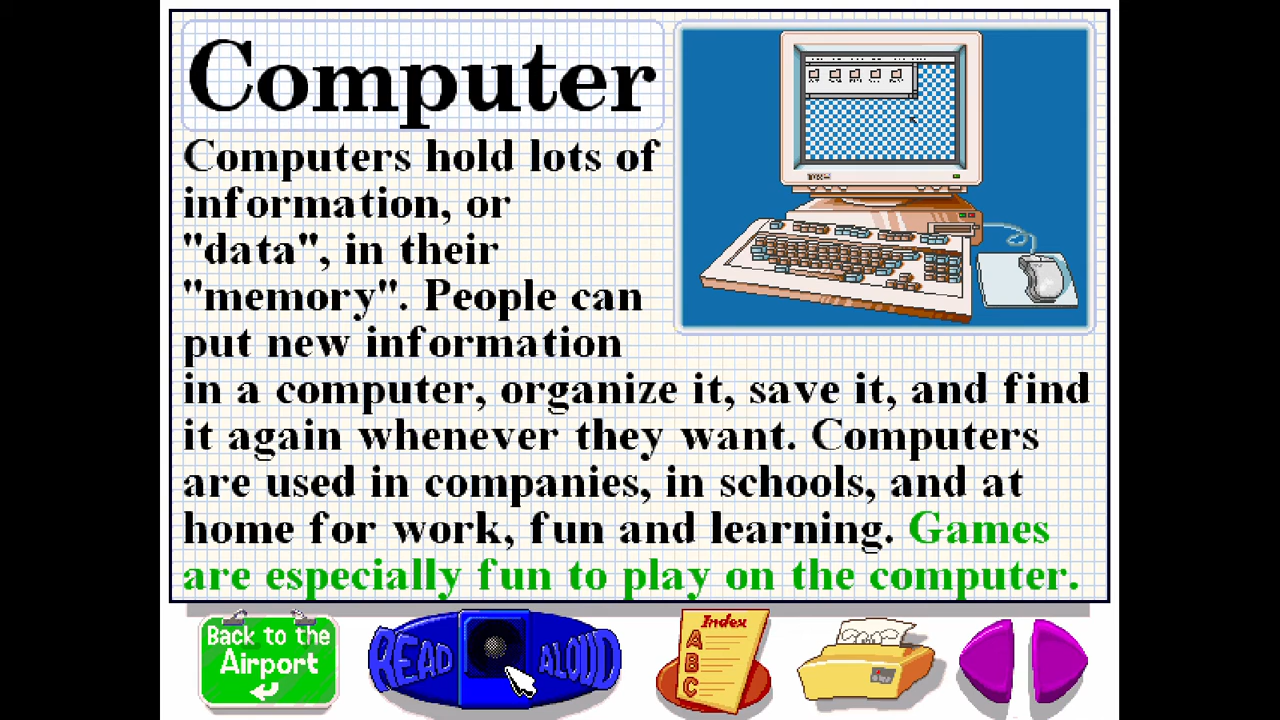 Computer
Computers hold lots of
information, or
"data", in their
"memory". People can
put new information
in a computer, organize it, save it, and find
it again whenever they want. Computers
are used in companies, in schools, and at
home for work, fun and learning. Games
are especially fun to play on the computer.
Back to the
Airport
READ ALOUD
Index
A
B
C